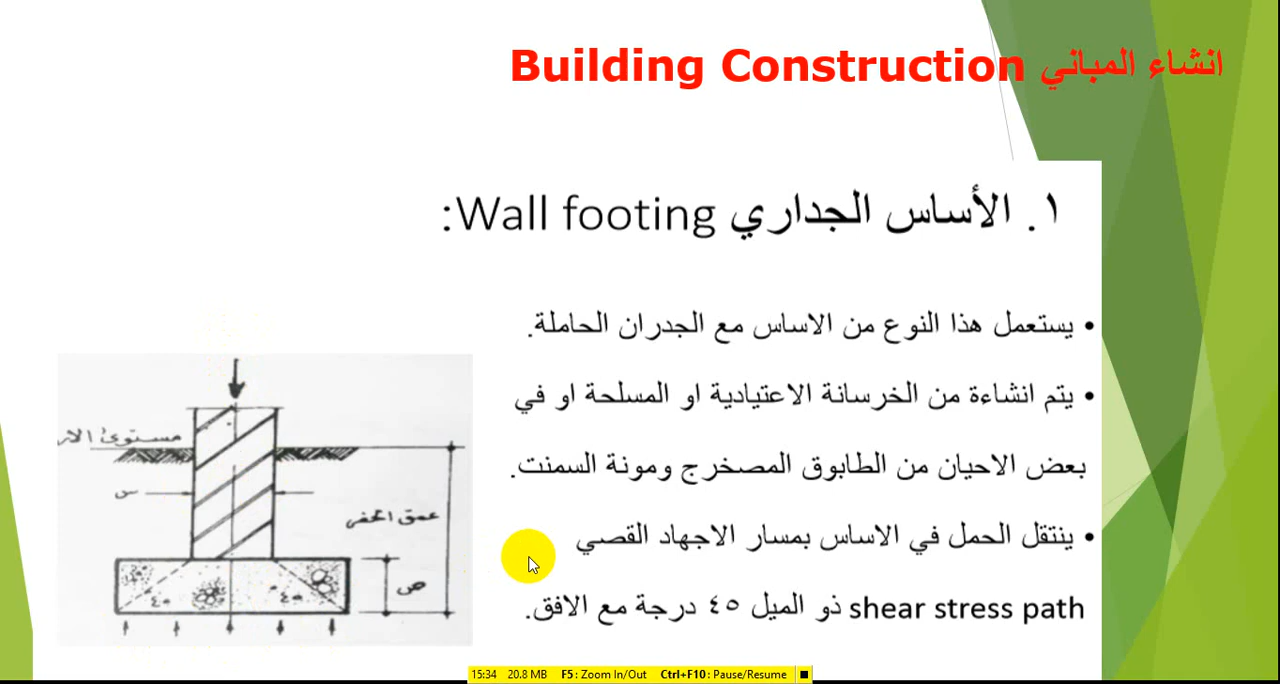 انشاء المباني Building Construction
١. الأساس الجداري Wall footing:
• يستعمل هذا النوع من الاساس مع الجدران الحاملة.
• يتم انشاءة من الخرسانة الاعتيادية او المسلحة او في
بعض الاحيان من الطابوق المصخرج ومونة السمنت.
• ينتقل الحمل في الاساس بمسار الاجهاد القصي
shear stress path ذو الميل ٤٥ درجة مع الافق.
مستوى الار
س
عمق الحفر
ص
٤٥ ٤٥
15:34 20.8 MB F5: Zoom In/Out Ctrl+F10: Pause/Resume